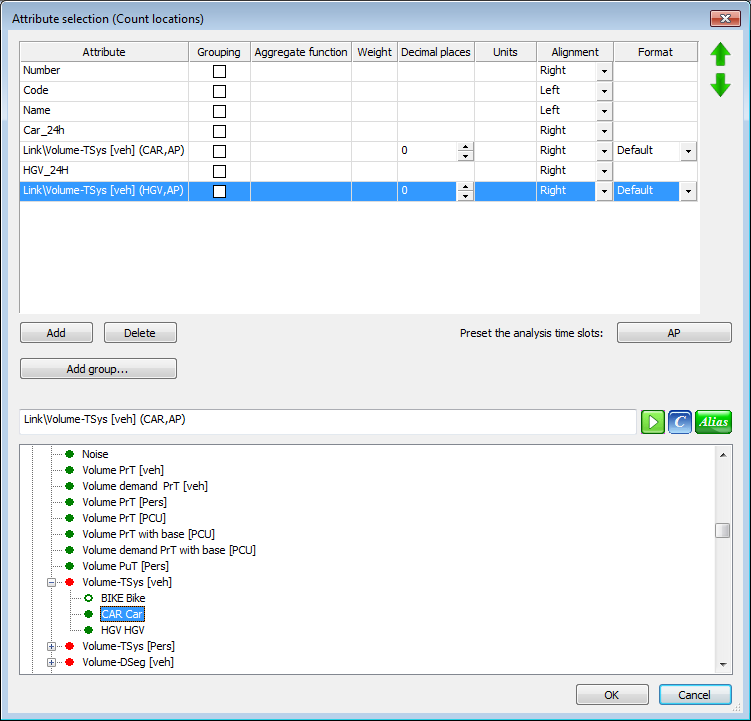 Attribute selection (Count locations)
Attribute Grouping Aggregate function Weight Decimal places Units Alignment Format
Number Right
Code Left
Name Left
Car_24h Right
Link\Volume-TSys [veh] (CAR,AP) 0 Right Default
HGV_24H Right
Link\Volume-TSys [veh] (HGV,AP) 0 Right Default
Add Delete Preset the analysis time slots: AP
Add group...
Link\Volume-TSys [veh] (CAR,AP) C Alias
Noise
Volume PrT [veh]
Volume demand PrT [veh]
Volume PrT [Pers]
Volume PrT [PCU]
Volume PrT with base [PCU]
Volume demand PrT with base [PCU]
Volume PuT [Pers]
Volume-TSys [veh]
BIKE Bike
CAR Car
HGV HGV
Volume-TSys [Pers]
Volume-DSeg [veh]
OK Cancel